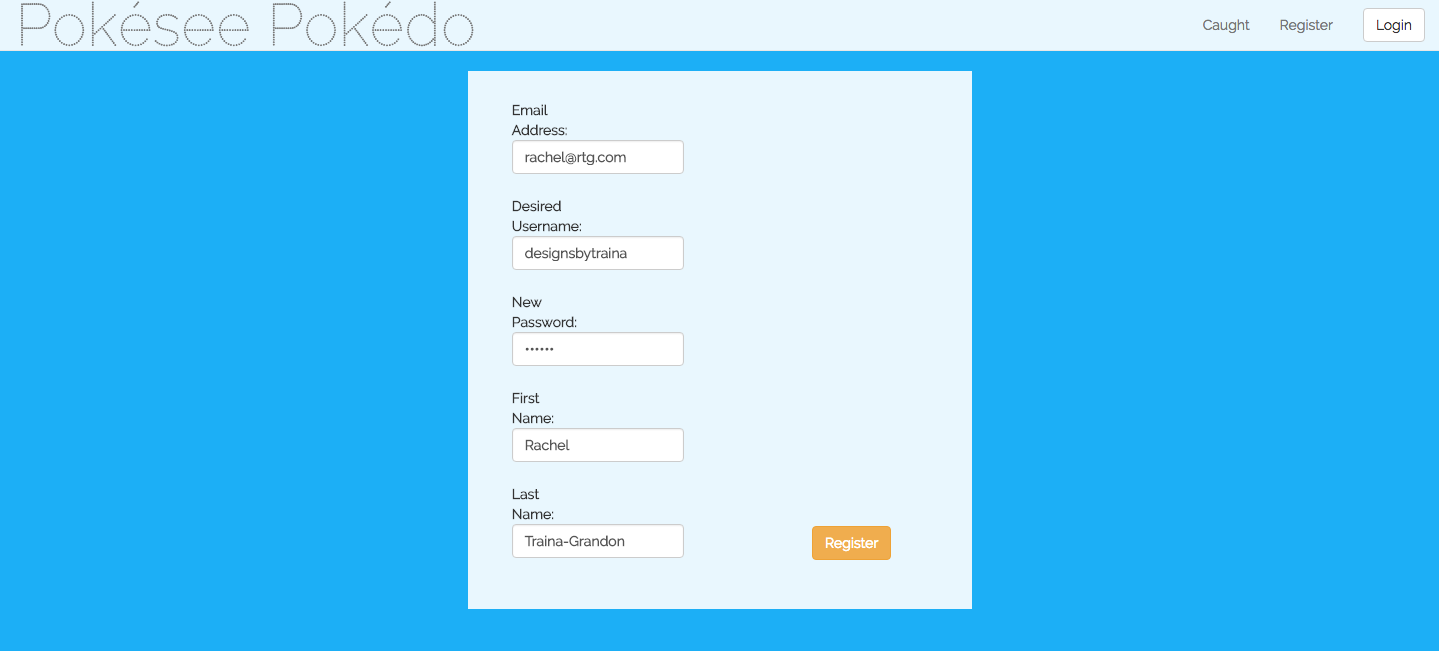 Pokésee Pokédo
Caught Register Login
Email
Address:
rachel@rtg.com
Desired
Username:
designsbytraina
New
Password:
••••••
First
Name:
Rachel
Last
Name:
Traina-Grandon
Register